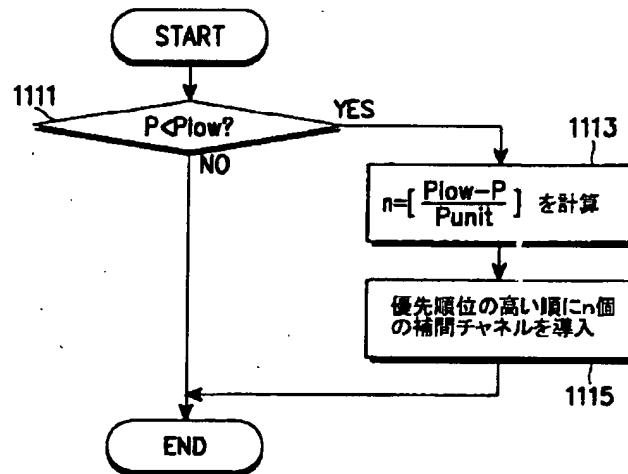 START
1111
P<Plow?
YES
NO
1113
n=[ Plow-P
Punit ] を計算
優先順位の高い順にn個
の補間チャネルを導入
1115
END